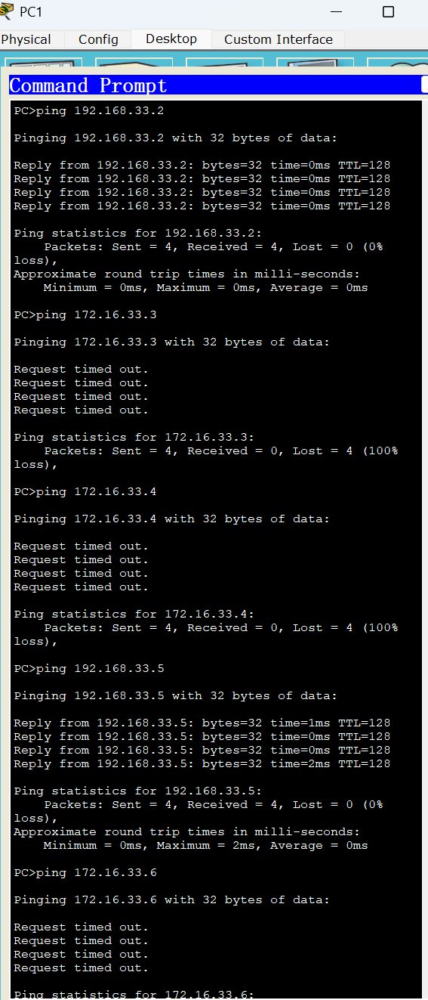 PC1
Physical Config Desktop Custom Interface
Command Prompt
PC>ping 192.168.33.2
Pinging 192.168.33.2 with 32 bytes of data:
Reply from 192.168.33.2: bytes=32 time=0ms TTL=128
Reply from 192.168.33.2: bytes=32 time=0ms TTL=128
Reply from 192.168.33.2: bytes=32 time=0ms TTL=128
Reply from 192.168.33.2: bytes=32 time=0ms TTL=128
Ping statistics for 192.168.33.2:
Packets: Sent = 4, Received = 4, Lost = 0 (0%
loss),
Approximate round trip times in milli-seconds:
Minimum = 0ms, Maximum = 0ms, Average = 0ms
PC>ping 172.16.33.3
Pinging 172.16.33.3 with 32 bytes of data:
Request timed out.
Request timed out.
Request timed out.
Request timed out.
Ping statistics for 172.16.33.3:
Packets: Sent = 4, Received = 0, Lost = 4 (100%
loss),
PC>ping 172.16.33.4
Pinging 172.16.33.4 with 32 bytes of data:
Request timed out.
Request timed out.
Request timed out.
Request timed out.
Ping statistics for 172.16.33.4:
Packets: Sent = 4, Received = 0, Lost = 4 (100%
loss),
PC>ping 192.168.33.5
Pinging 192.168.33.5 with 32 bytes of data:
Reply from 192.168.33.5: bytes=32 time=1ms TTL=128
Reply from 192.168.33.5: bytes=32 time=0ms TTL=128
Reply from 192.168.33.5: bytes=32 time=0ms TTL=128
Reply from 192.168.33.5: bytes=32 time=2ms TTL=128
Ping statistics for 192.168.33.5:
Packets: Sent = 4, Received = 4, Lost = 0 (0%
loss),
Approximate round trip times in milli-seconds:
Minimum = 0ms, Maximum = 2ms, Average = 0ms
PC>ping 172.16.33.6
Pinging 172.16.33.6 with 32 bytes of data:
Request timed out.
Request timed out.
Request timed out.
Request timed out.
Ping statistics for 172.16.33.6: